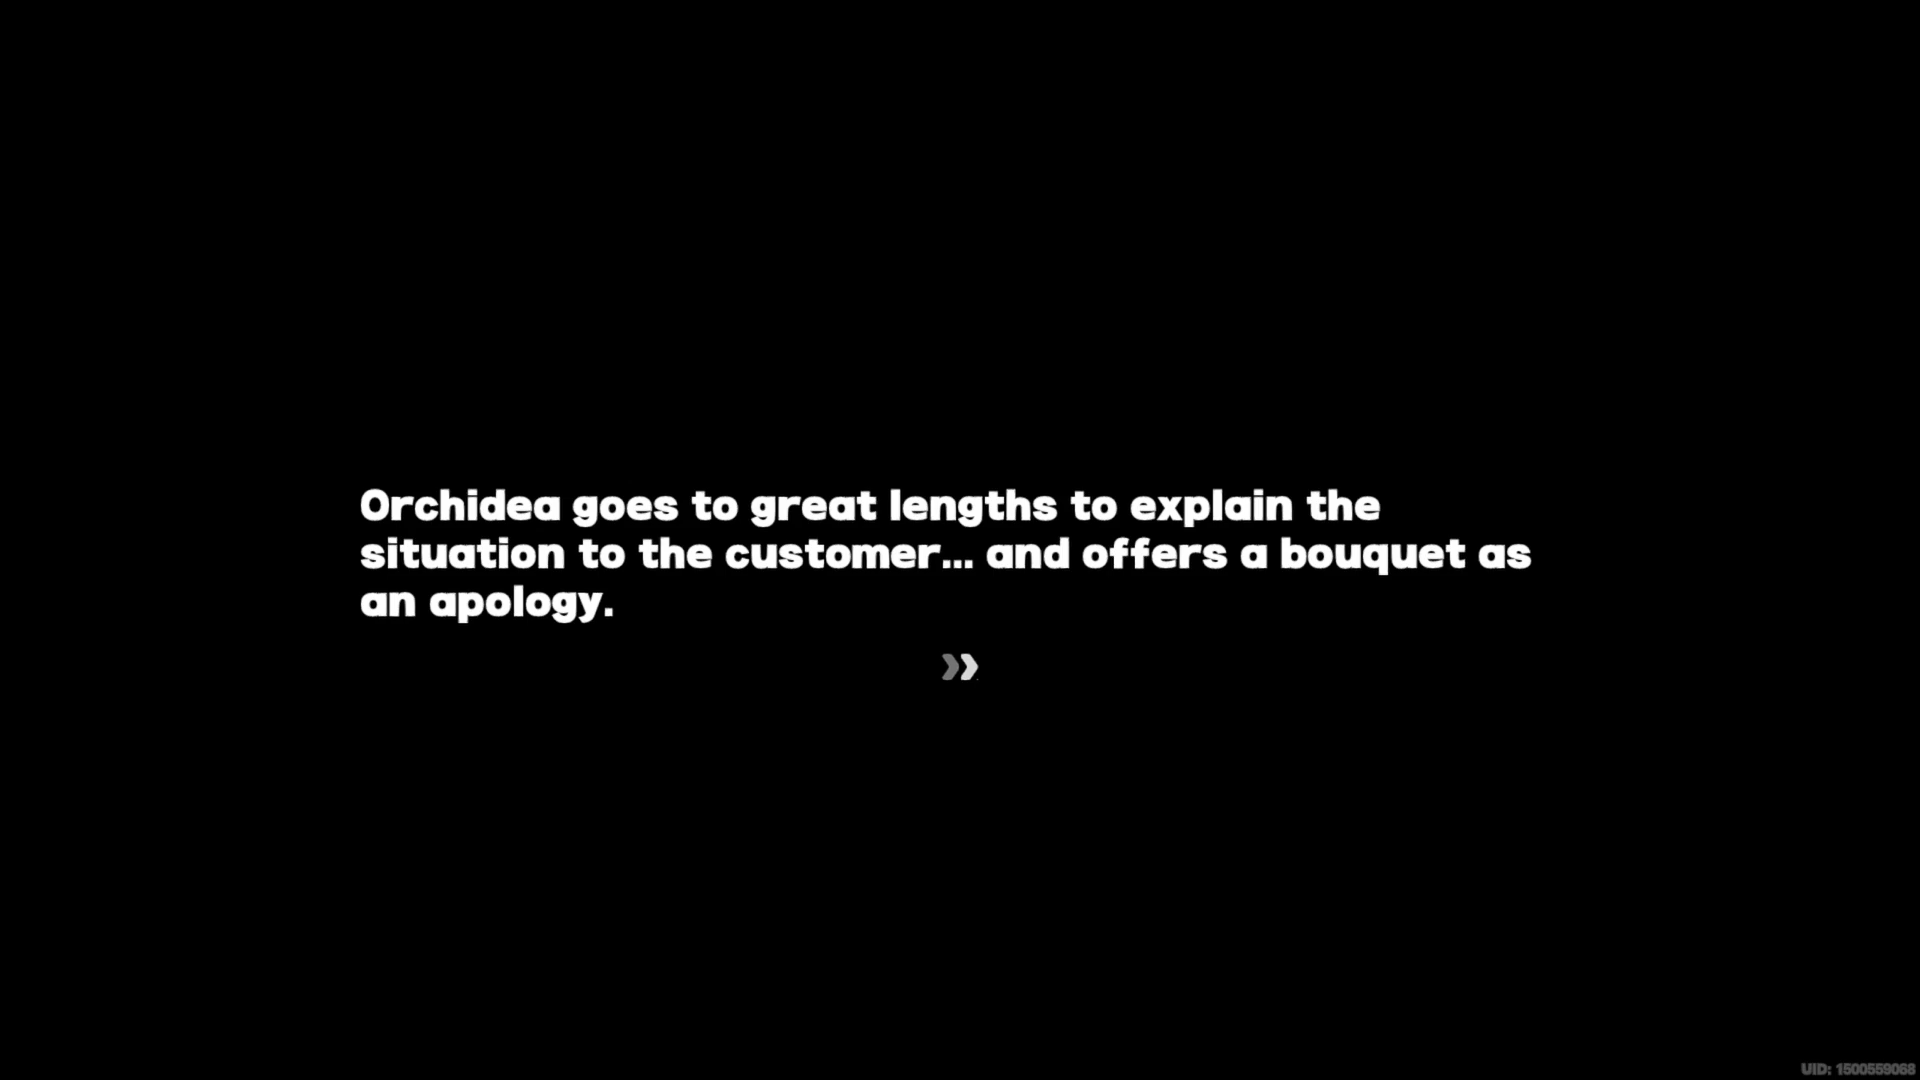 Orchidea goes to great lengths to explain the
situation to the customer... and offers a bouquet as
an apology.
UID: 1500559068